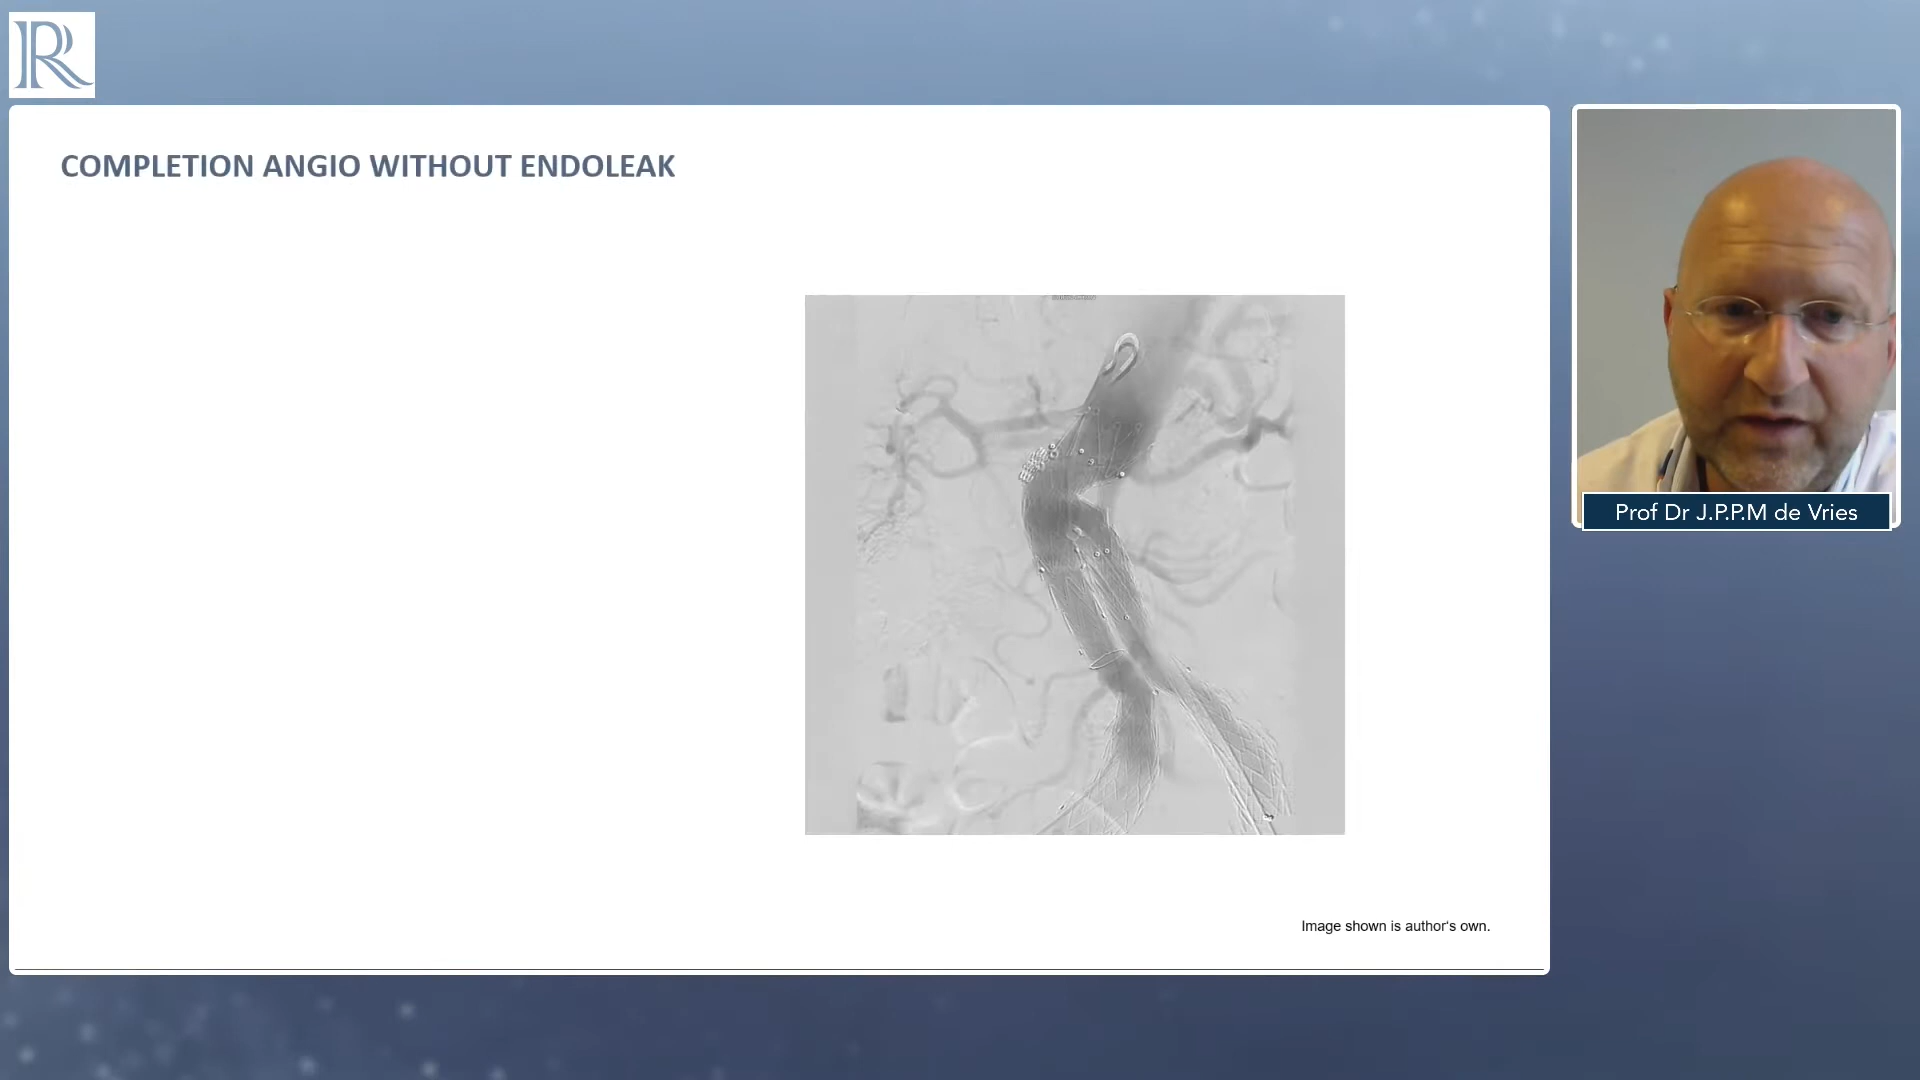 R
COMPLETION ANGIO WITHOUT ENDOLEAK
Prof Dr J.P.P.M de Vries
Image shown is author's own.